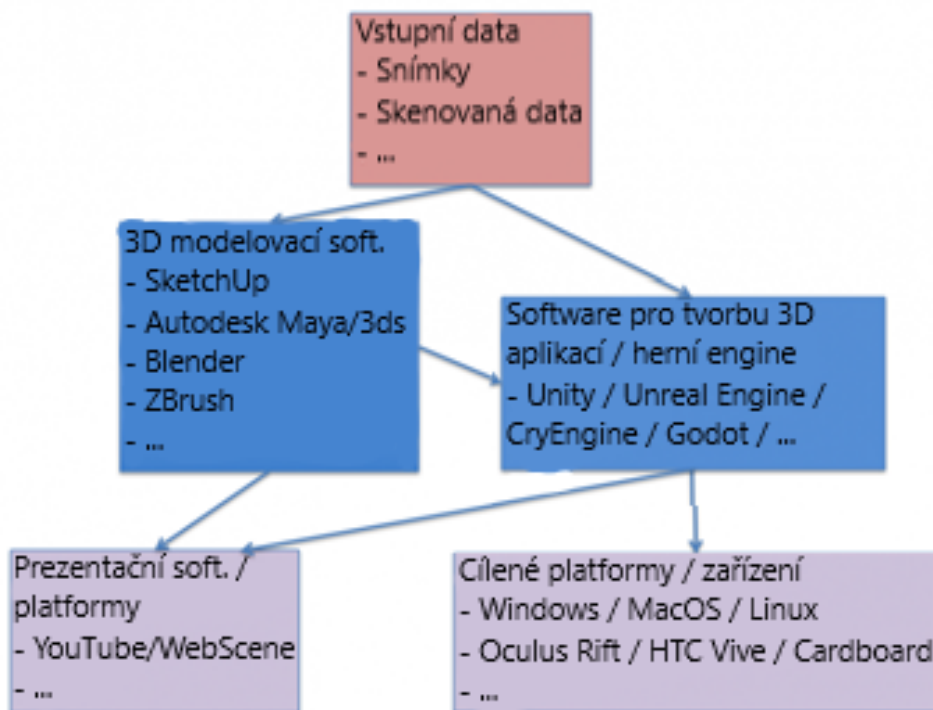 Vstupní data
- Snímky
- Skenovaná data
- ...
3D modelovací soft.
- SketchUp
- Autodesk Maya/3ds
- Blender
- ZBrush
- ...
Software pro tvorbu 3D
aplikací / herní engine
- Unity / Unreal Engine /
CryEngine / Godot / ...
Prezentační soft. /
platformy
- YouTube/WebScene
- ...
Cílené platformy / zařízení
- Windows / MacOS / Linux
- Oculus Rift / HTC Vive / Cardboard
- ...